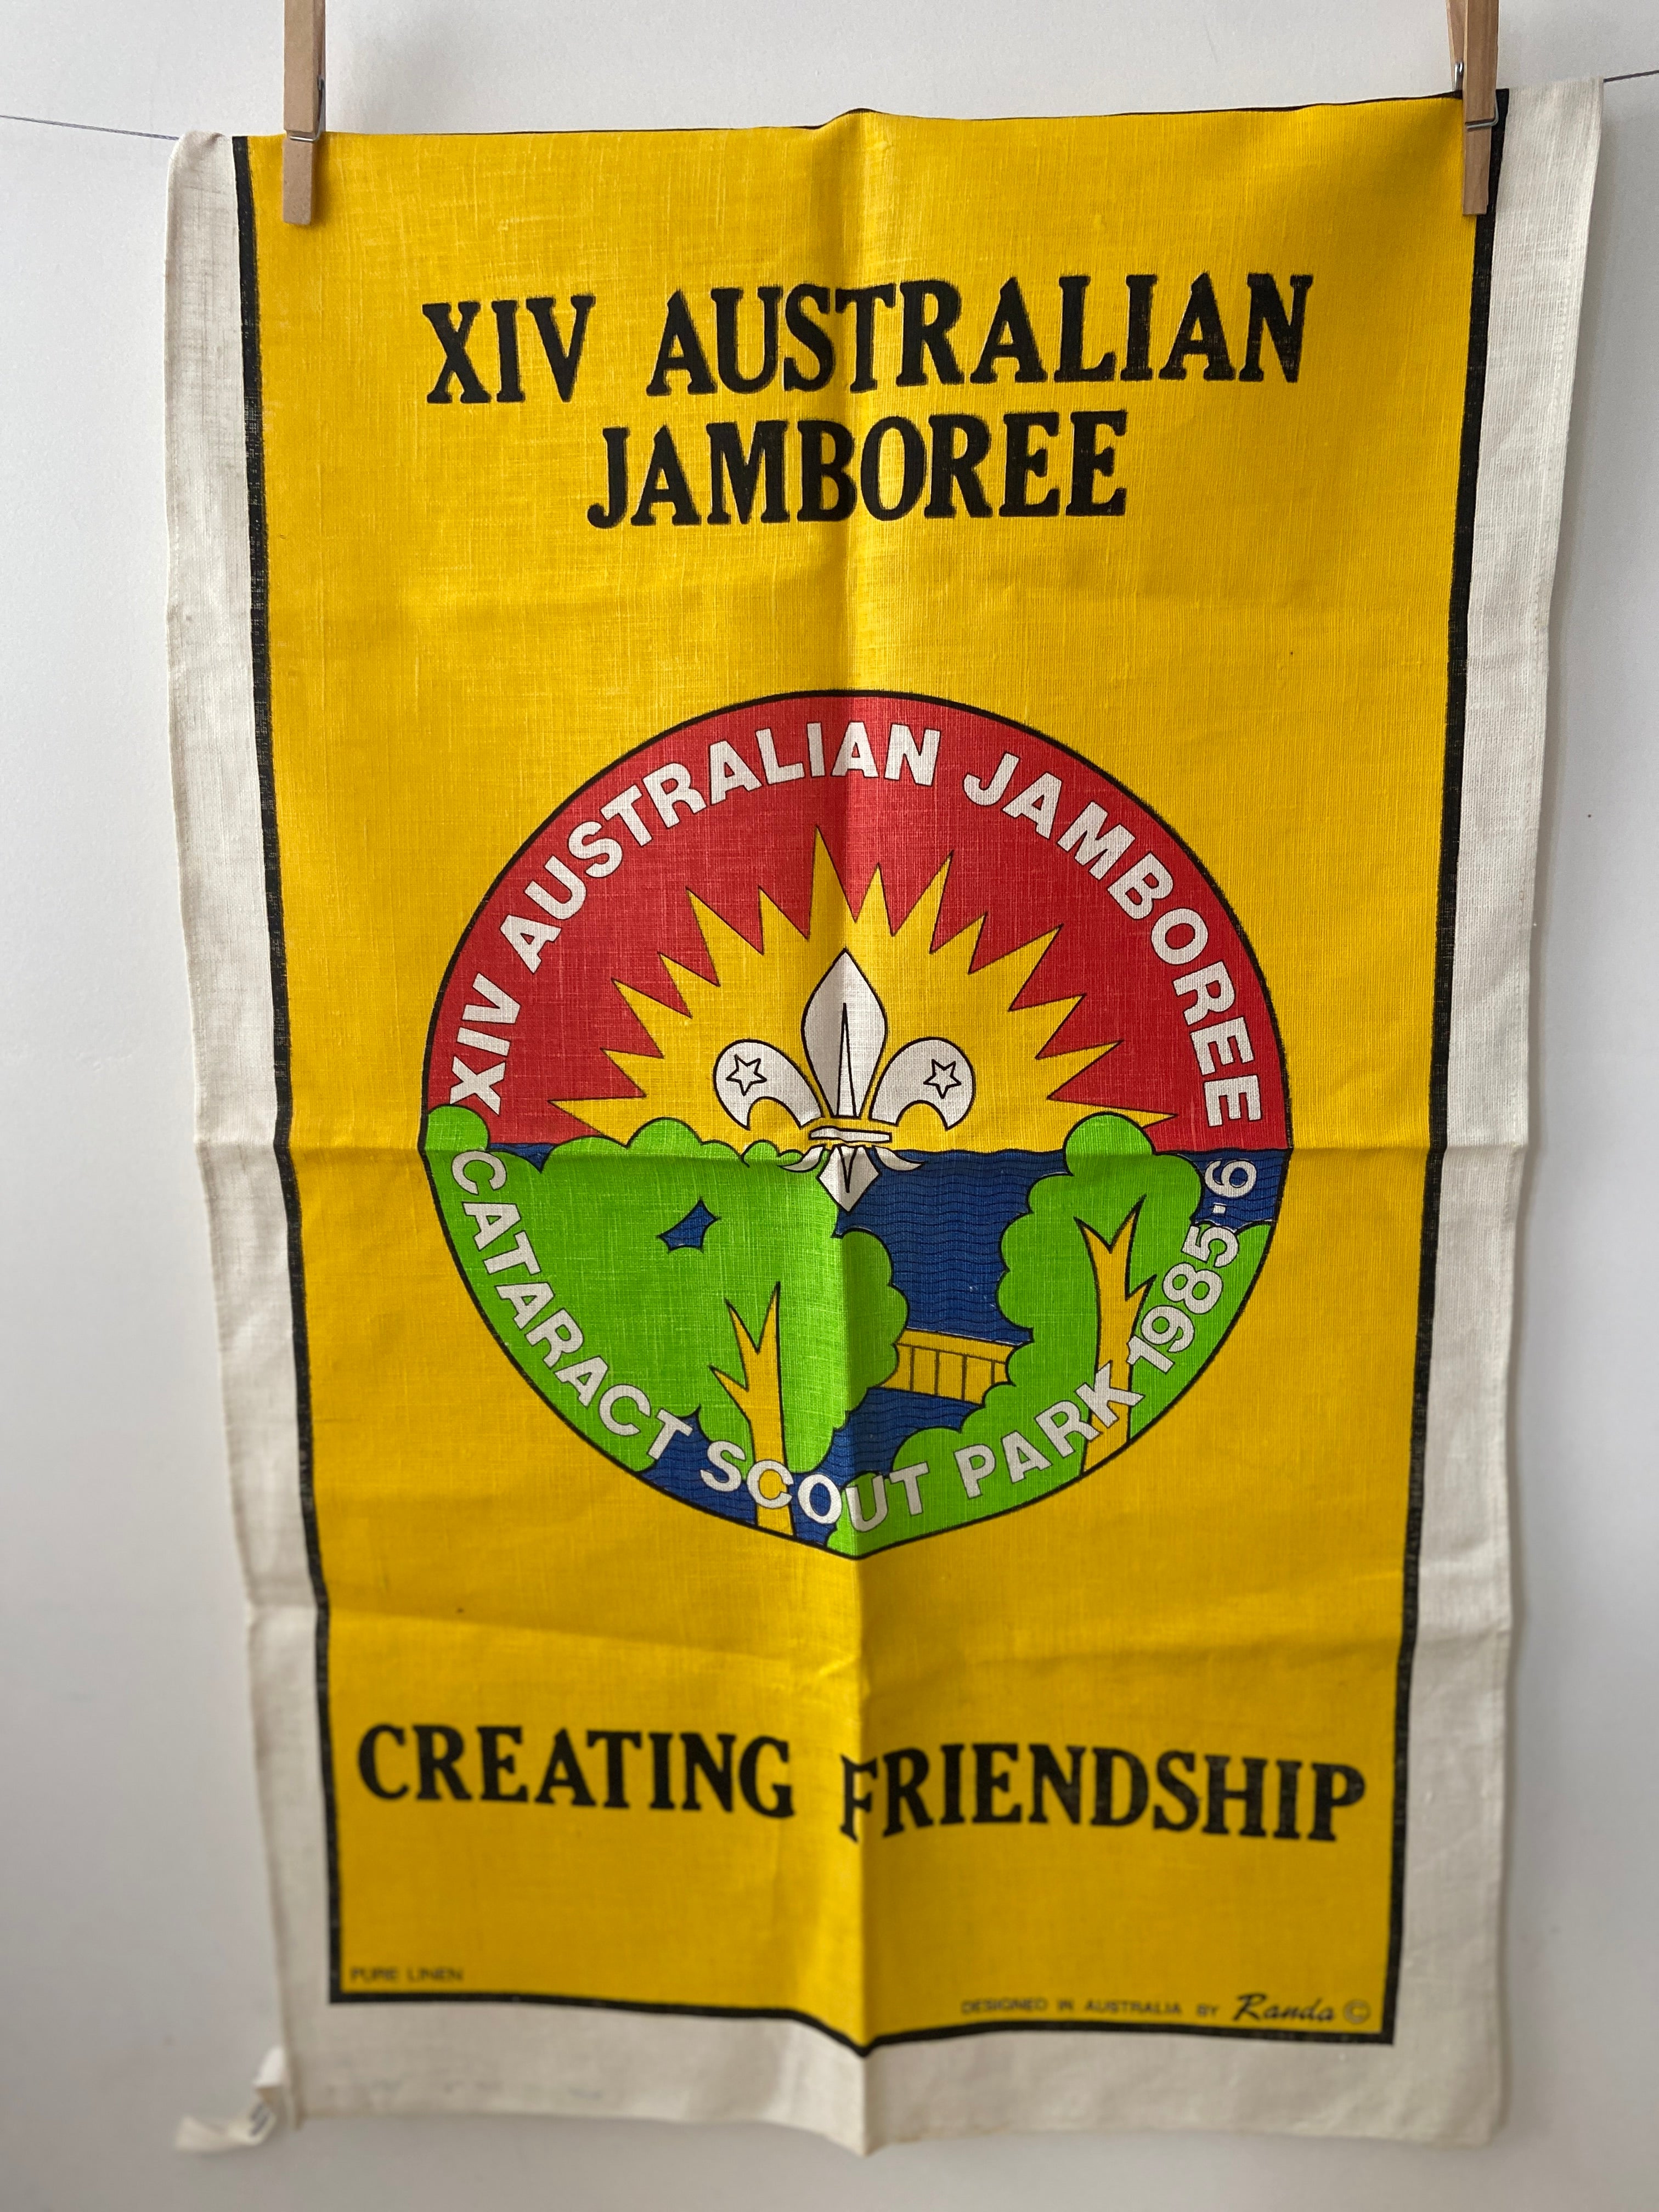 XIV AUSTRALIAN
JAMBOREE
XIV AUSTRALIAN JAMBOREE
CATARACT SCOUT PARK 1985-6
CREATING FRIENDSHIP
PURE LINEN
DESIGNED IN AUSTRALIA BY Randa ©